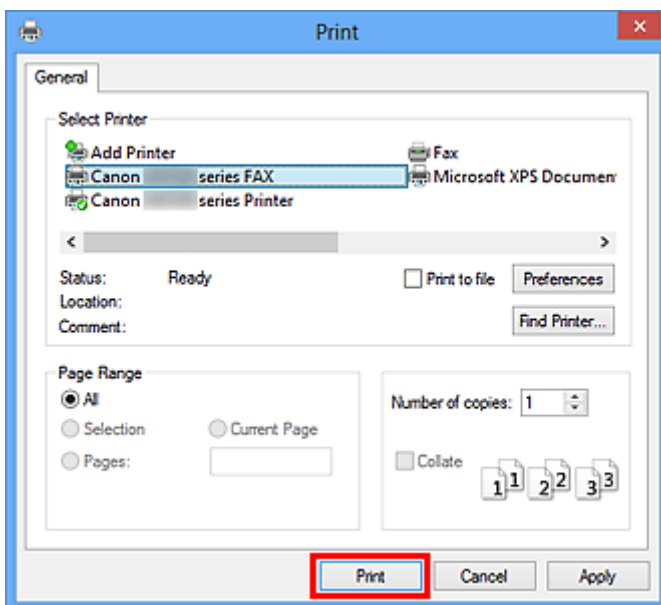 Print
General
Select Printer
Add Printer
Fax
Canon series FAX
Microsoft XPS Documen
Canon series Printer
Status: Ready
Print to file
Preferences
Location:
Comment:
Find Printer...
Page Range
All
Number of copies: 1
Selection
Current Page
Pages:
Collate
1 1 2 2 3 3
Print
Cancel
Apply